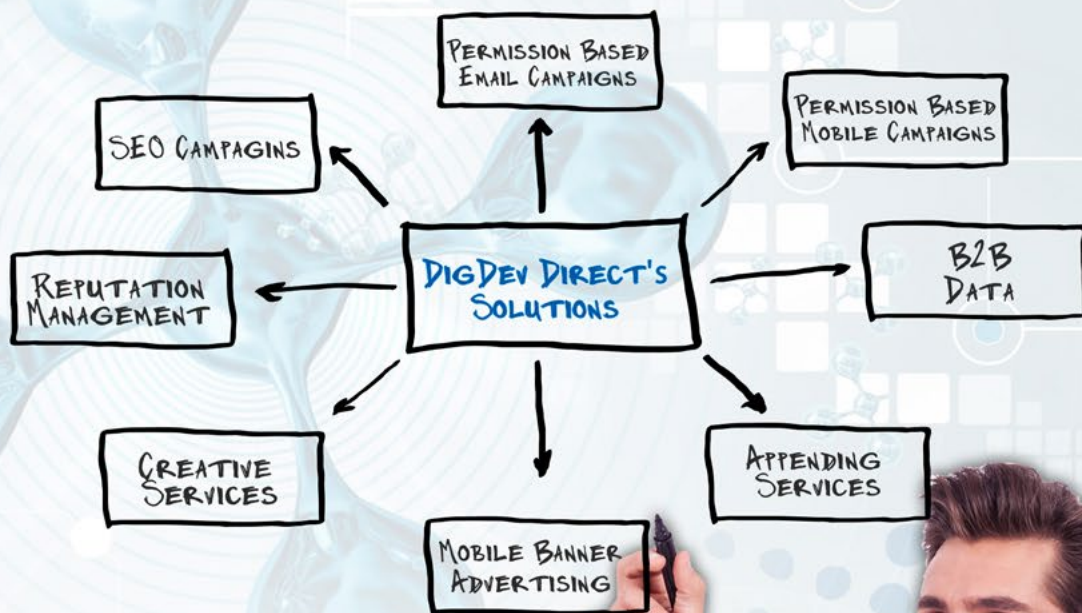 PERMISSION BASED
EMAIL CAMPAIGNS
PERMISSION BASED
MOBILE CAMPAIGNS
SEO CAMPAGINS
DIGDEV DIRECT'S
SOLUTIONS
B2B
DATA
REPUTATION
MANAGEMENT
CREATIVE
SERVICES
APPENDING
SERVICES
MOBILE BANNER
ADVERTISING